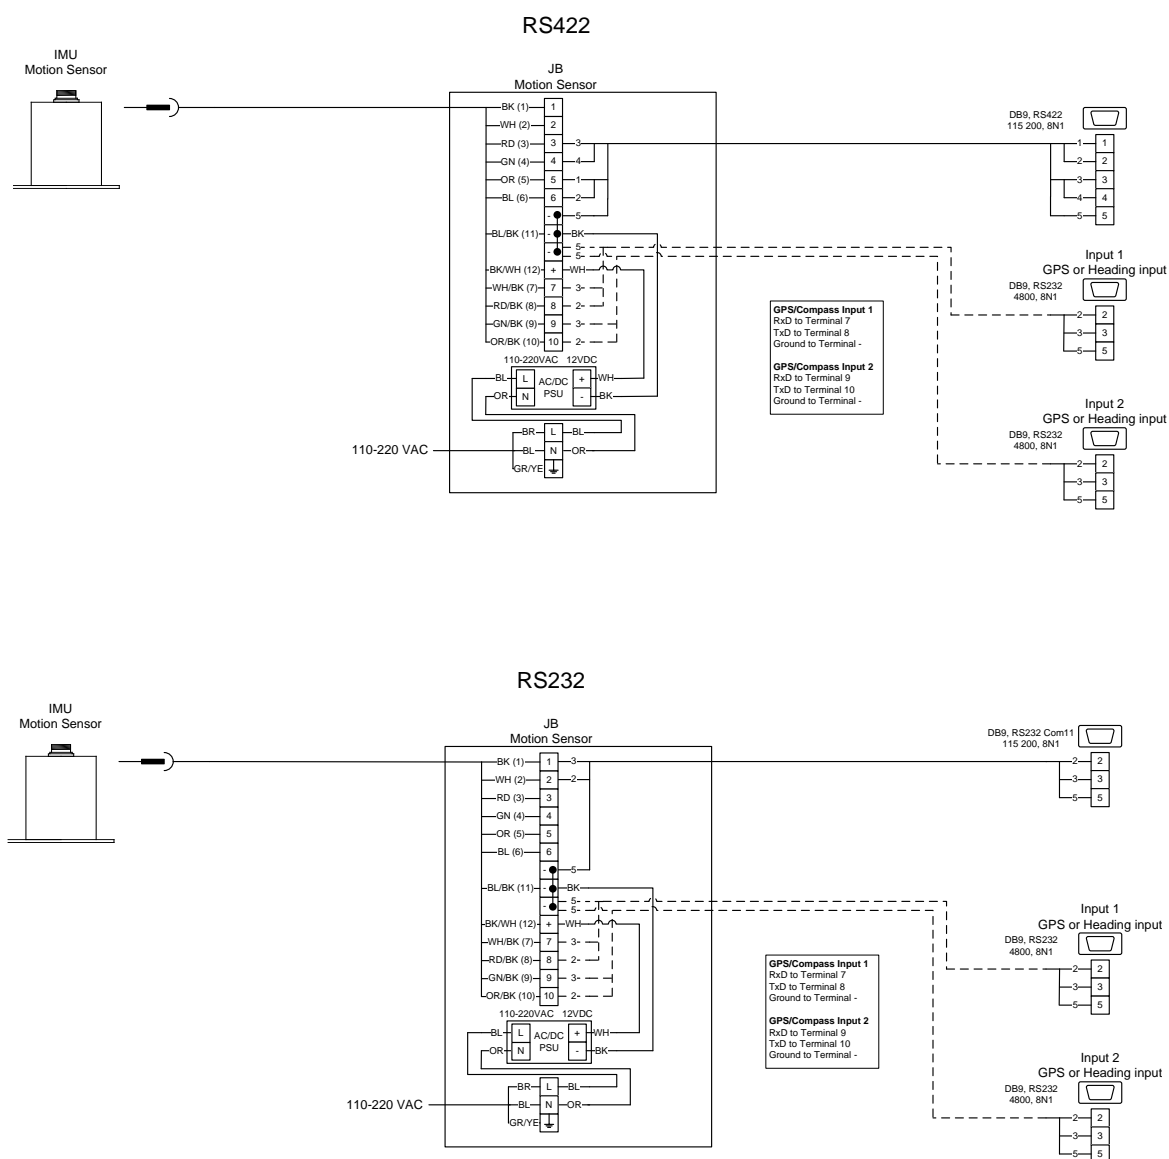 RS422
IMU
Motion Sensor
JB
Motion Sensor
BK (1) 1
WH (2) 2
RD (3) 3 3
GN (4) 4 4
OR (5) 5 1
BL (6) 6 2
- 5
BL/BK (11) - BK
- 5
5
BK/WH (12) + WH
WH/BK (7) 7 3
RD/BK (8) 8 2
GN/BK (9) 9 3
OR/BK (10) 10 2
110-220VAC 12VDC
BL L AC/DC + WH
OR N PSU - BK
BR L BL
110-220 VAC BL N OR
GR/YE
DB9, RS422
115 200, 8N1
1 1
2 2
3 3
4 4
5 5
Input 1
GPS or Heading input
DB9, RS232
4800, 8N1
2 2
3 3
5 5
GPS/Compass Input 1
RxD to Terminal 7
TxD to Terminal 8
Ground to Terminal -
GPS/Compass Input 2
RxD to Terminal 9
TxD to Terminal 10
Ground to Terminal -
Input 2
GPS or Heading input
DB9, RS232
4800, 8N1
2 2
3 3
5 5
RS232
IMU
Motion Sensor
JB
Motion Sensor
BK (1) 1 3
WH (2) 2 2
RD (3) 3
GN (4) 4
OR (5) 5
BL (6) 6
- 5
BL/BK (11) - BK
- 5
5
BK/WH (12) + WH
WH/BK (7) 7 3
RD/BK (8) 8 2
GN/BK (9) 9 3
OR/BK (10) 10 2
110-220VAC 12VDC
BL L AC/DC + WH
OR N PSU - BK
BR L BL
110-220 VAC BL N OR
GR/YE
DB9, RS232 Com11
115 200, 8N1
2 2
3 3
5 5
Input 1
GPS or Heading input
DB9, RS232
4800, 8N1
2 2
3 3
5 5
GPS/Compass Input 1
RxD to Terminal 7
TxD to Terminal 8
Ground to Terminal -
GPS/Compass Input 2
RxD to Terminal 9
TxD to Terminal 10
Ground to Terminal -
Input 2
GPS or Heading input
DB9, RS232
4800, 8N1
2 2
3 3
5 5